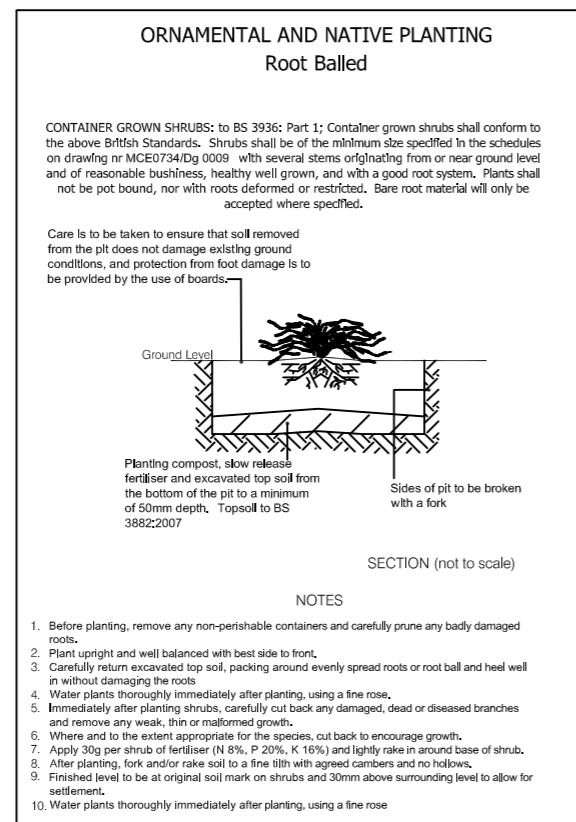 ORNAMENTAL AND NATIVE PLANTING
Root Balled
CONTAINER GROWN SHRUBS: to BS 3936: Part 1; Container grown shrubs shall conform to
the above British Standards. Shrubs shall be of the minimum size specified in the schedules
on drawing nr MCE0734/Dg 0009 with several stems originating from or near ground level
and of reasonable bushiness, healthy well grown, and with a good root system. Plants shall
not be pot bound, nor with roots deformed or restricted. Bare root material will only be
accepted where specified.
Care is to be taken to ensure that soil removed
from the pit does not damage existing ground
conditions, and protection from foot damage is to
be provided by the use of boards.
Ground Level
Planting compost, slow release
fertiliser and excavated top soil from
the bottom of the pit to a minimum
of 50mm depth. Topsoil to BS
3882:2007
Sides of pit to be broken
with a fork
SECTION (not to scale)
NOTES
1. Before planting, remove any non-perishable containers and carefully prune any badly damaged
roots.
2. Plant upright and well balanced with best side to front.
3. Carefully return excavated top soil, packing around evenly spread roots or root ball and heel well
in without damaging the roots
4. Water plants thoroughly immediately after planting, using a fine rose.
5. Immediately after planting shrubs, carefully cut back any damaged, dead or diseased branches
and remove any weak, thin or malformed growth.
6. Where and to the extent appropriate for the species, cut back to encourage growth.
7. Apply 30g per shrub of fertiliser (N 8%, P 20%, K 16%) and lightly rake in around base of shrub.
8. After planting, fork and/or rake soil to a fine tilth with agreed cambers and no hollows.
9. Finished level to be at original soil mark on shrubs and 30mm above surrounding level to allow for
settlement.
10. Water plants thoroughly immediately after planting, using a fine rose